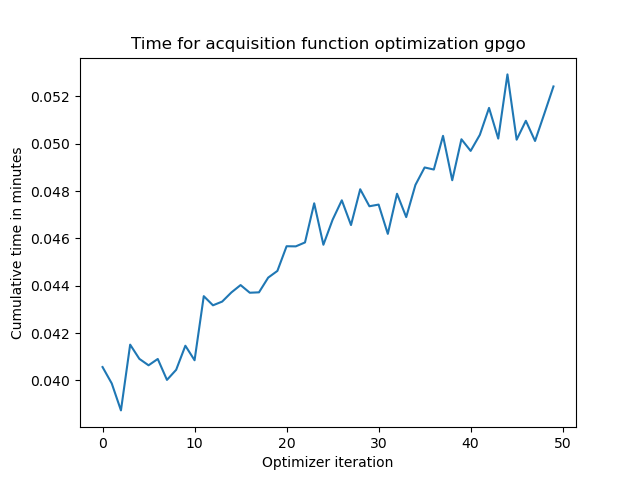 Time for acquisition function optimization gpgo
0.052
0.050
0.048
0.046
0.044
0.042
0.040
Cumulative time in minutes
0 10 20 30 40 50
Optimizer iteration